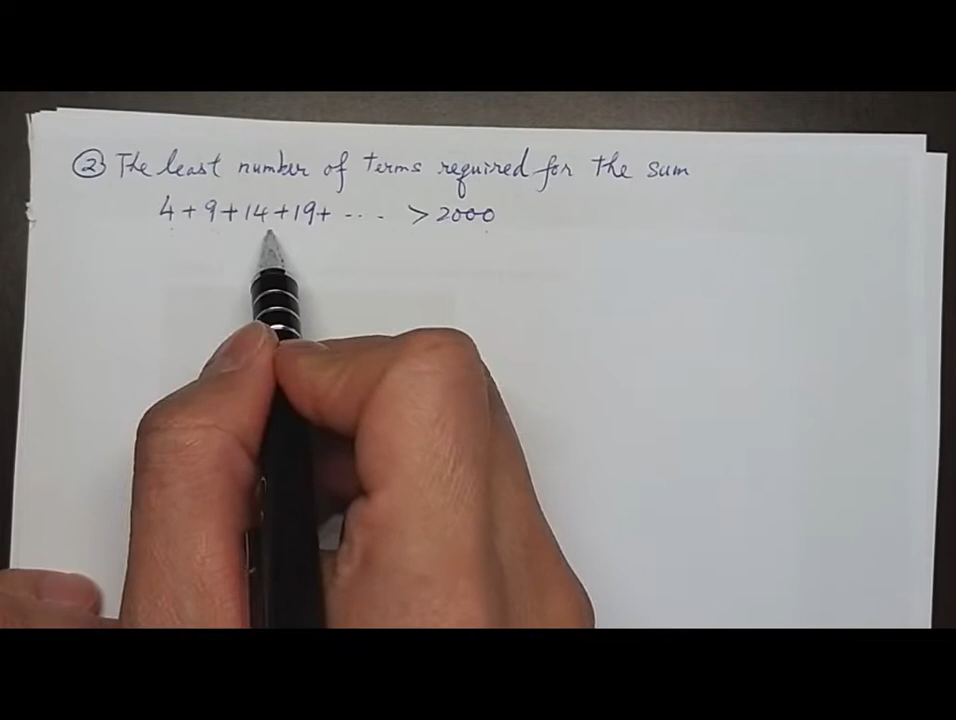 ② The least number of terms required for the sum
4+9+14+19+ ... > 2000